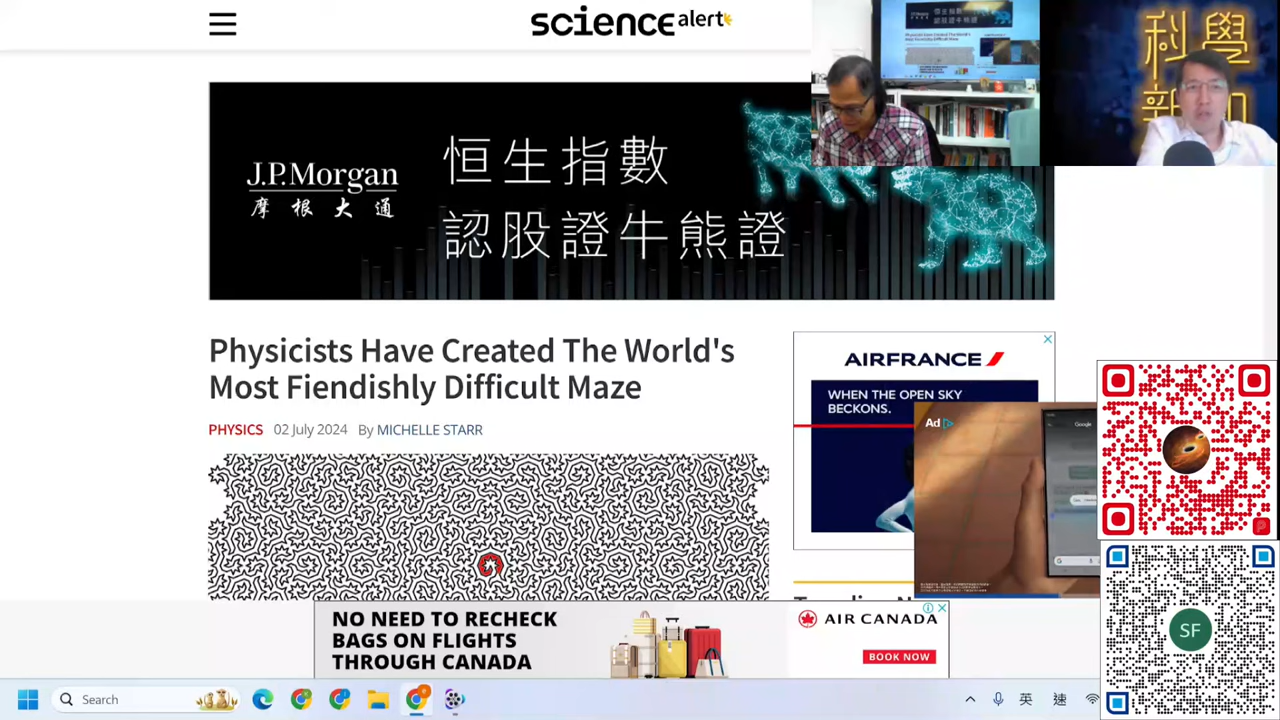 science alert
J.P.Morgan
摩根大通
恒生指數
認股證牛熊證
科學
Physicists Have Created The World's
Most Fiendishly Difficult Maze
PHYSICS 02 July 2024 By MICHELLE STARR
AIRFRANCE
WHEN THE OPEN SKY
BECKONS.
Ad
Google
NO NEED TO RECHECK
BAGS ON FLIGHTS
THROUGH CANADA
AIR CANADA
BOOK NOW
SF
Search
英
速